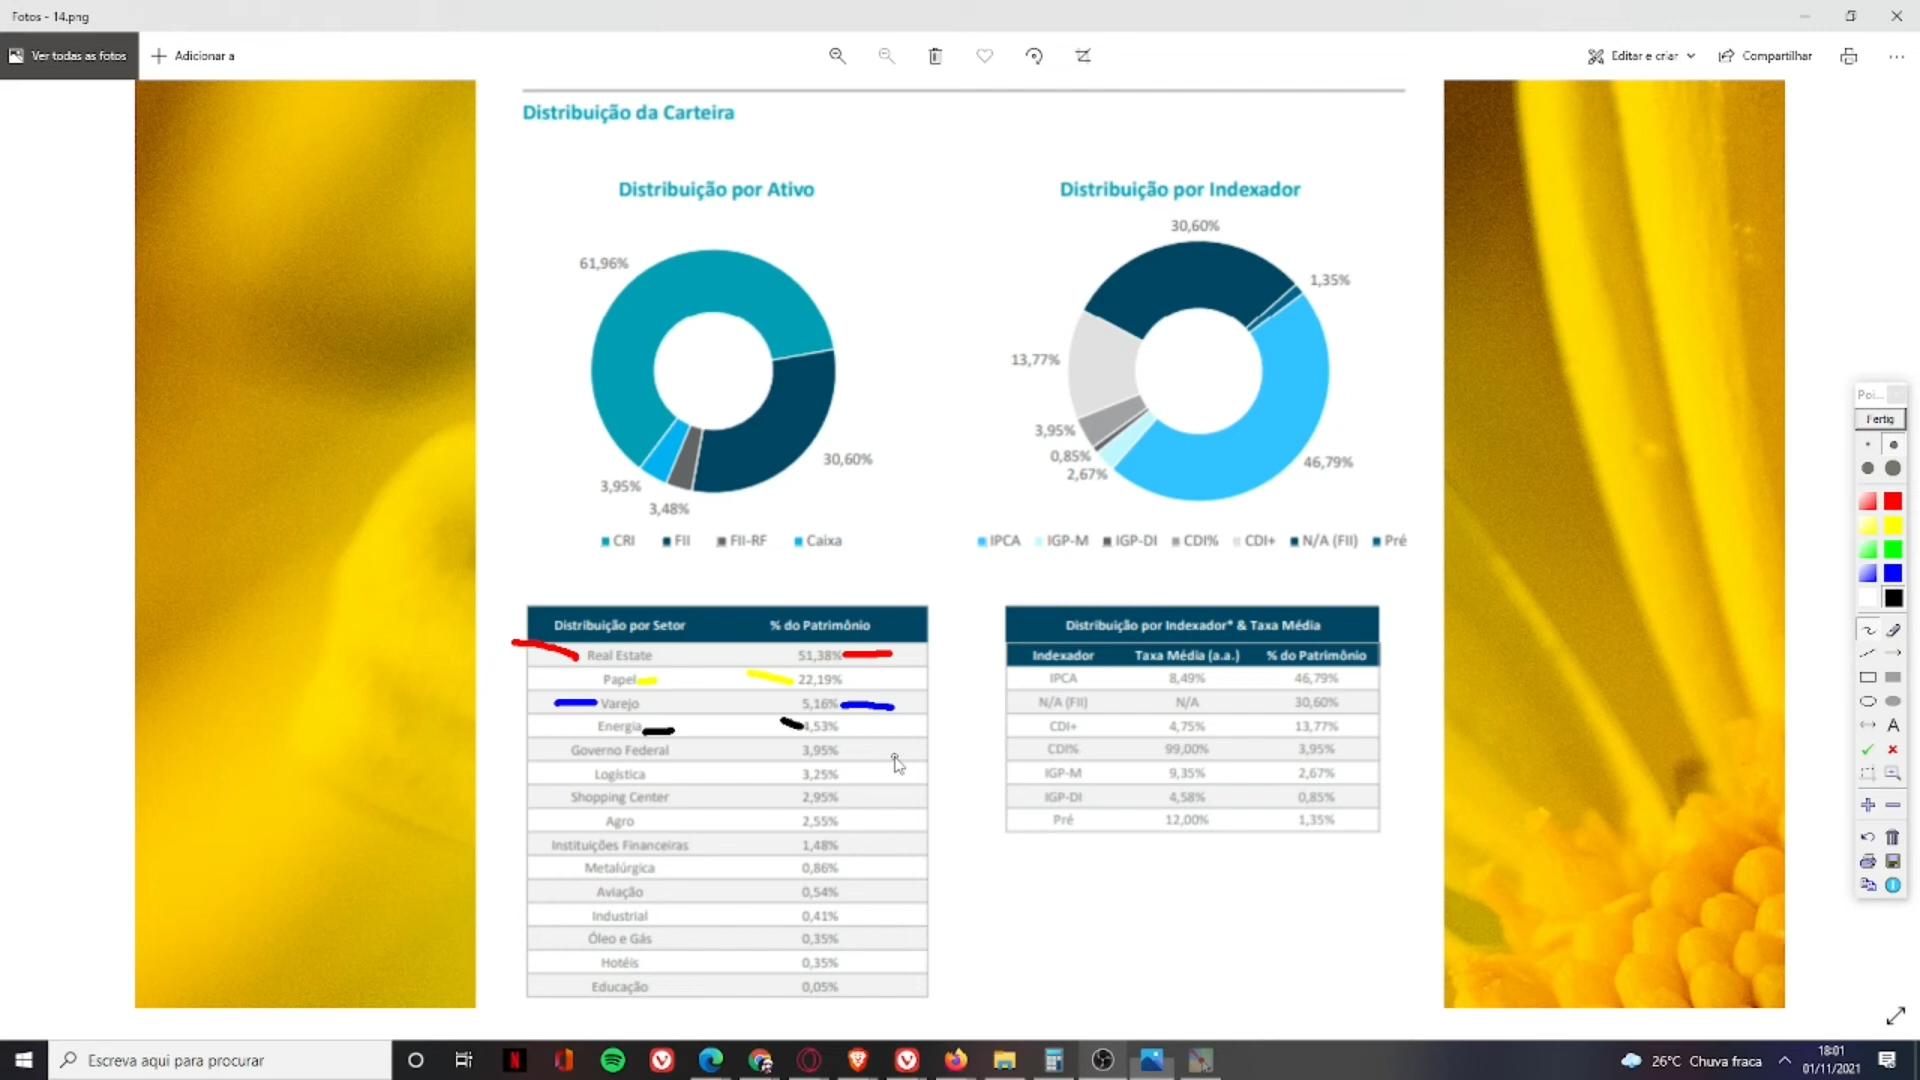 Fotos - 14.png
Ver todas as fotos
Adicionar a
Editar e criar
Compartilhar
Distribuição da Carteira
Distribuição por Ativo
61,96%
30,60%
3,95%
3,48%
CRI FII FII-RF Caixa
Distribuição por Indexador
30,60%
1,35%
13,77%
3,95%
0,85%
2,67%
46,79%
IPCA IGP-M IGP-DI CDI% CDI+ N/A (FII) Pré
Distribuição por Setor % do Patrimônio
Real Estate 51,38%
Papel 22,19%
Varejo 5,16%
Energia ,53%
Governo Federal 3,95%
Logística 3,25%
Shopping Center 2,95%
Agro 2,55%
Instituições Financeiras 1,48%
Metalúrgica 0,86%
Aviação 0,54%
Industrial 0,41%
Óleo e Gás 0,35%
Hotéis 0,35%
Educação 0,05%
Distribuição por Indexador* & Taxa Média
Indexador Taxa Média (a.a.) % do Patrimônio
IPCA 8,49% 46,79%
N/A (FII) N/A 30,60%
CDI+ 4,75% 13,77%
CDI% 99,00% 3,95%
IGP-M 9,35% 2,67%
IGP-DI 4,58% 0,85%
Pré 12,00% 1,35%
Poi...
Fertig
A
Escreva aqui para procurar
26°C Chuva fraca
18:01
01/11/2021